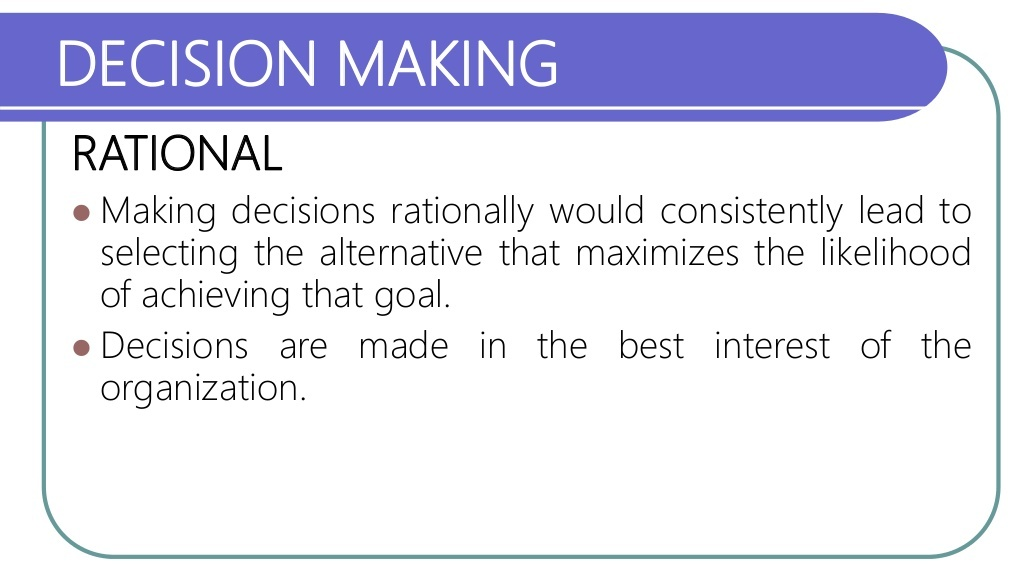 DECISION MAKING
RATIONAL
Making decisions rationally would consistently lead to
selecting the alternative that maximizes the likelihood
of achieving that goal.
Decisions are made in the best interest of the
organization.